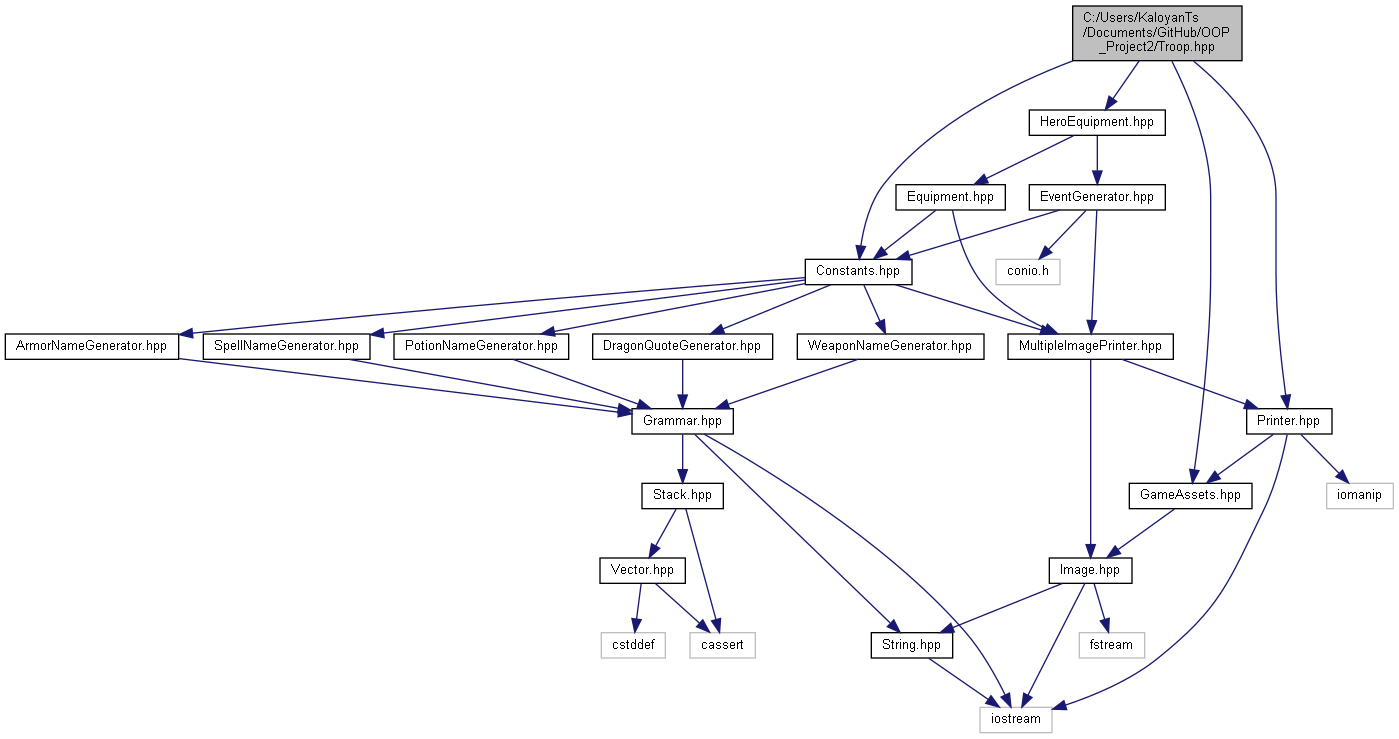 C:/Users/KaloyanTs
/Documents/GitHub/OOP
_Project2/Troop.hpp
HeroEquipment.hpp
Equipment.hpp
EventGenerator.hpp
Constants.hpp
conio.h
ArmorNameGenerator.hpp
SpellNameGenerator.hpp
PotionNameGenerator.hpp
DragonQuoteGenerator.hpp
WeaponNameGenerator.hpp
MultipleImagePrinter.hpp
Grammar.hpp
Printer.hpp
Stack.hpp
GameAssets.hpp
iomanip
Vector.hpp
Image.hpp
cstddef
cassert
String.hpp
fstream
iostream